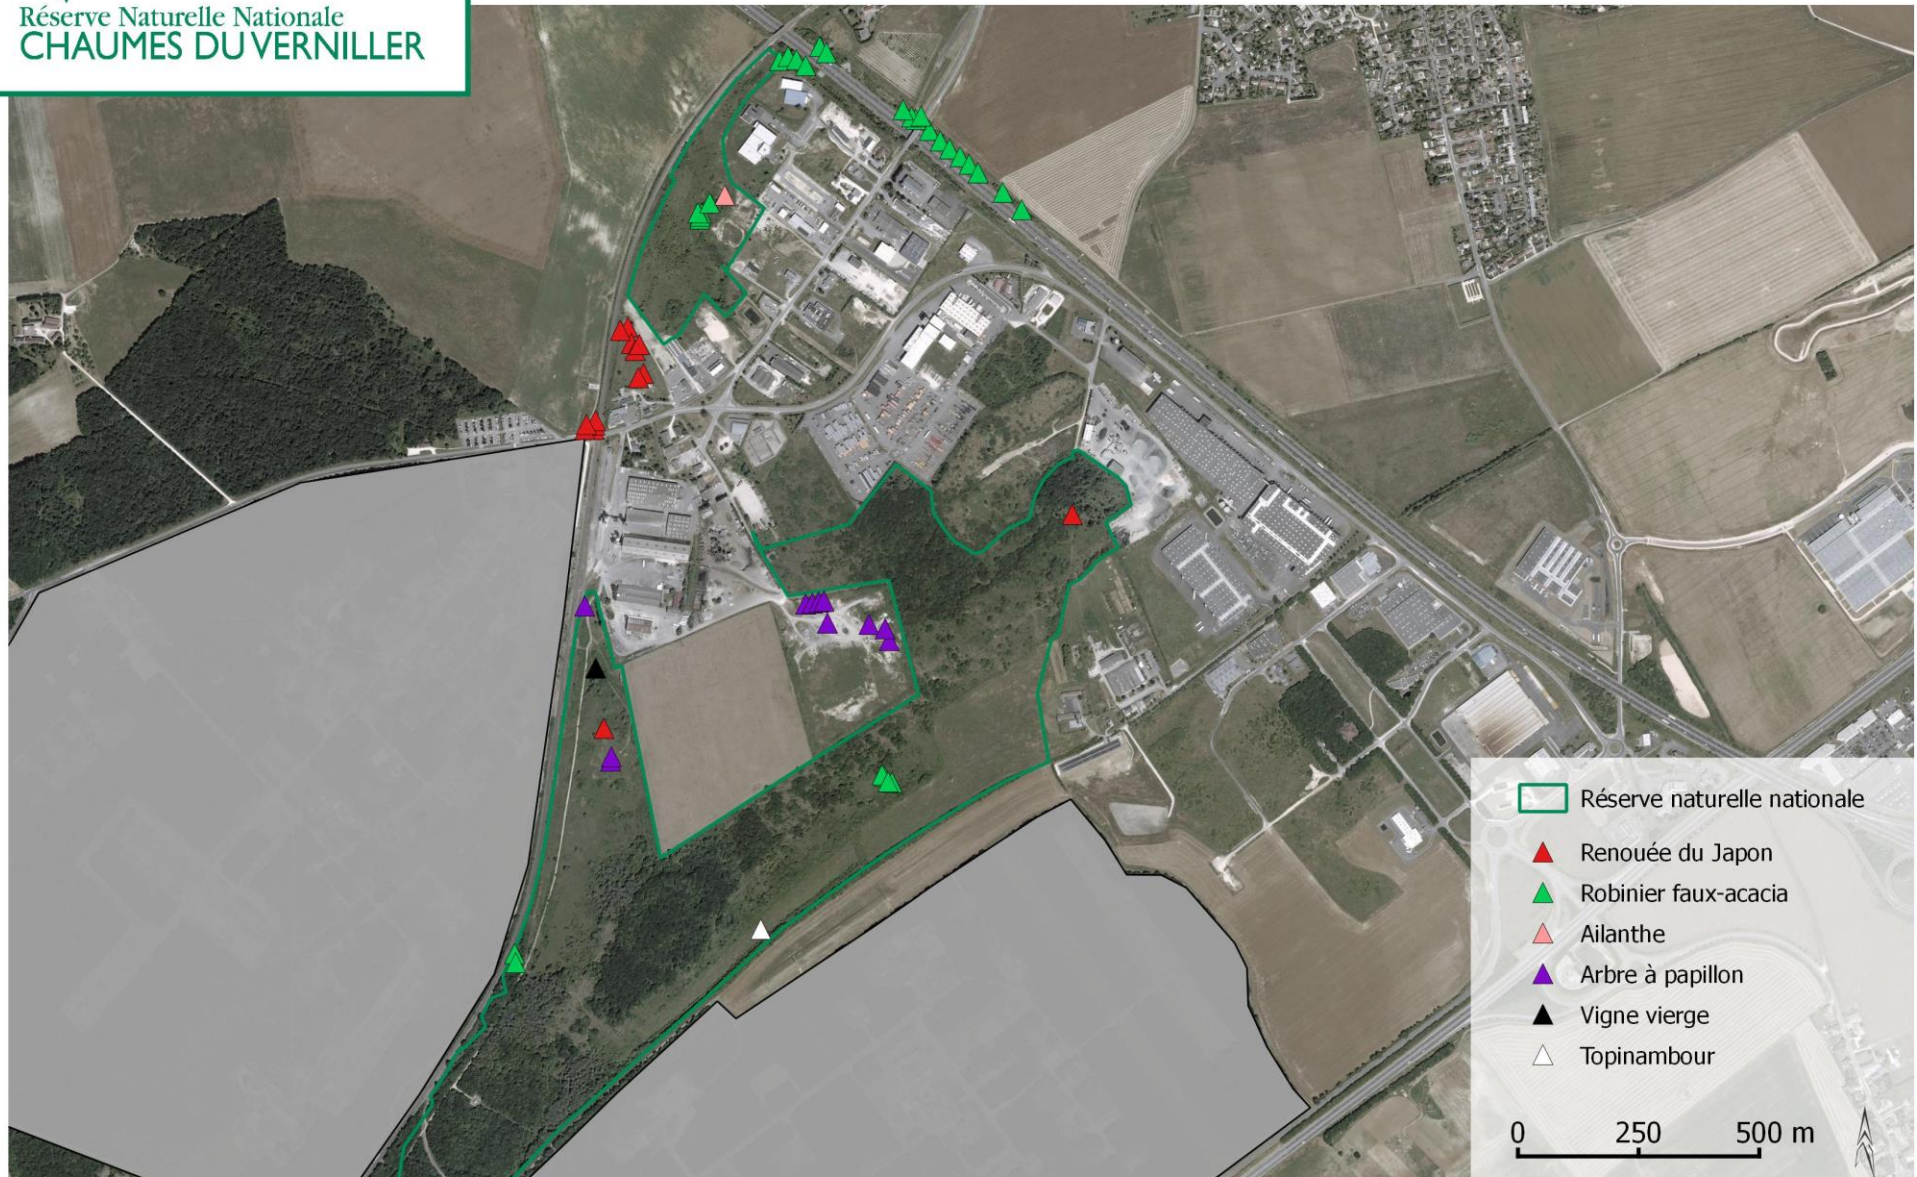 Réserve Naturelle Nationale
CHAUMES DU VERNILLER
Réserve naturelle nationale
Renouée du Japon
Robinier faux-acacia
Ailanthe
Arbre à papillon
Vigne vierge
Topinambour
0 250 500 m